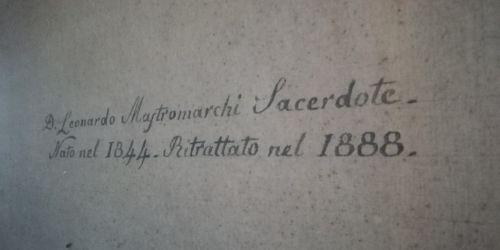 D. Leonardo Mastromarchi Sacerdote.
Nato nel 1844. Ritrattato nel 1888.